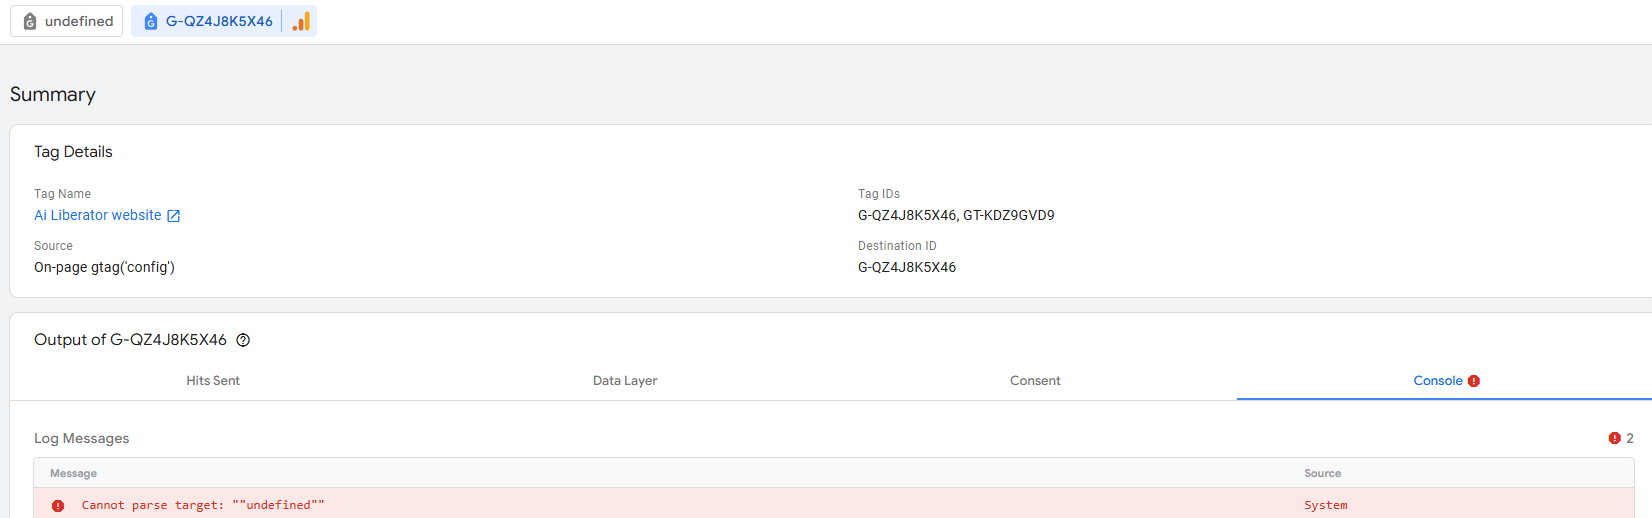 undefined G-QZ4J8K5X46
Summary
Tag Details
Tag Name Tag IDs
Ai Liberator website G-QZ4J8K5X46, GT-KDZ9GVD9
Source Destination ID
On-page gtag('config') G-QZ4J8K5X46
Output of G-QZ4J8K5X46
Hits Sent Data Layer Consent Console
Log Messages 2
Message Source
Cannot parse target: ""undefined"" System